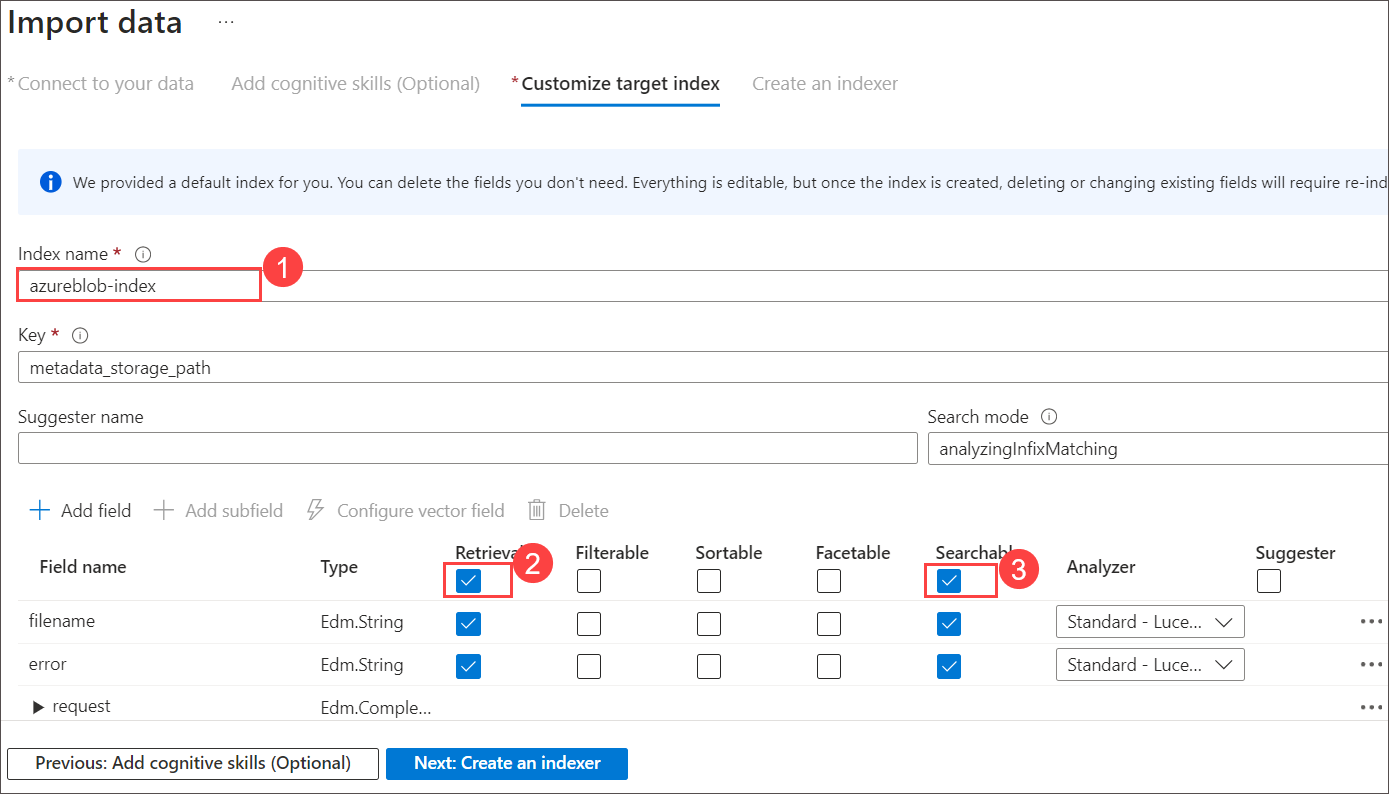 Import data ...
* Connect to your data Add cognitive skills (Optional) * Customize target index Create an indexer
We provided a default index for you. You can delete the fields you don't need. Everything is editable, but once the index is created, deleting or changing existing fields will require re-ind
Index name *
1
azureblob-index
Key *
metadata_storage_path
Suggester name Search mode
analyzingInfixMatching
Add field Add subfield Configure vector field Delete
Field name Type Retrieva 2 Filterable Sortable Facetable Searchab 3 Analyzer Suggester
filename Edm.String Standard - Luce... ...
error Edm.String Standard - Luce... ...
request Edm.Comple... ...
Previous: Add cognitive skills (Optional) Next: Create an indexer